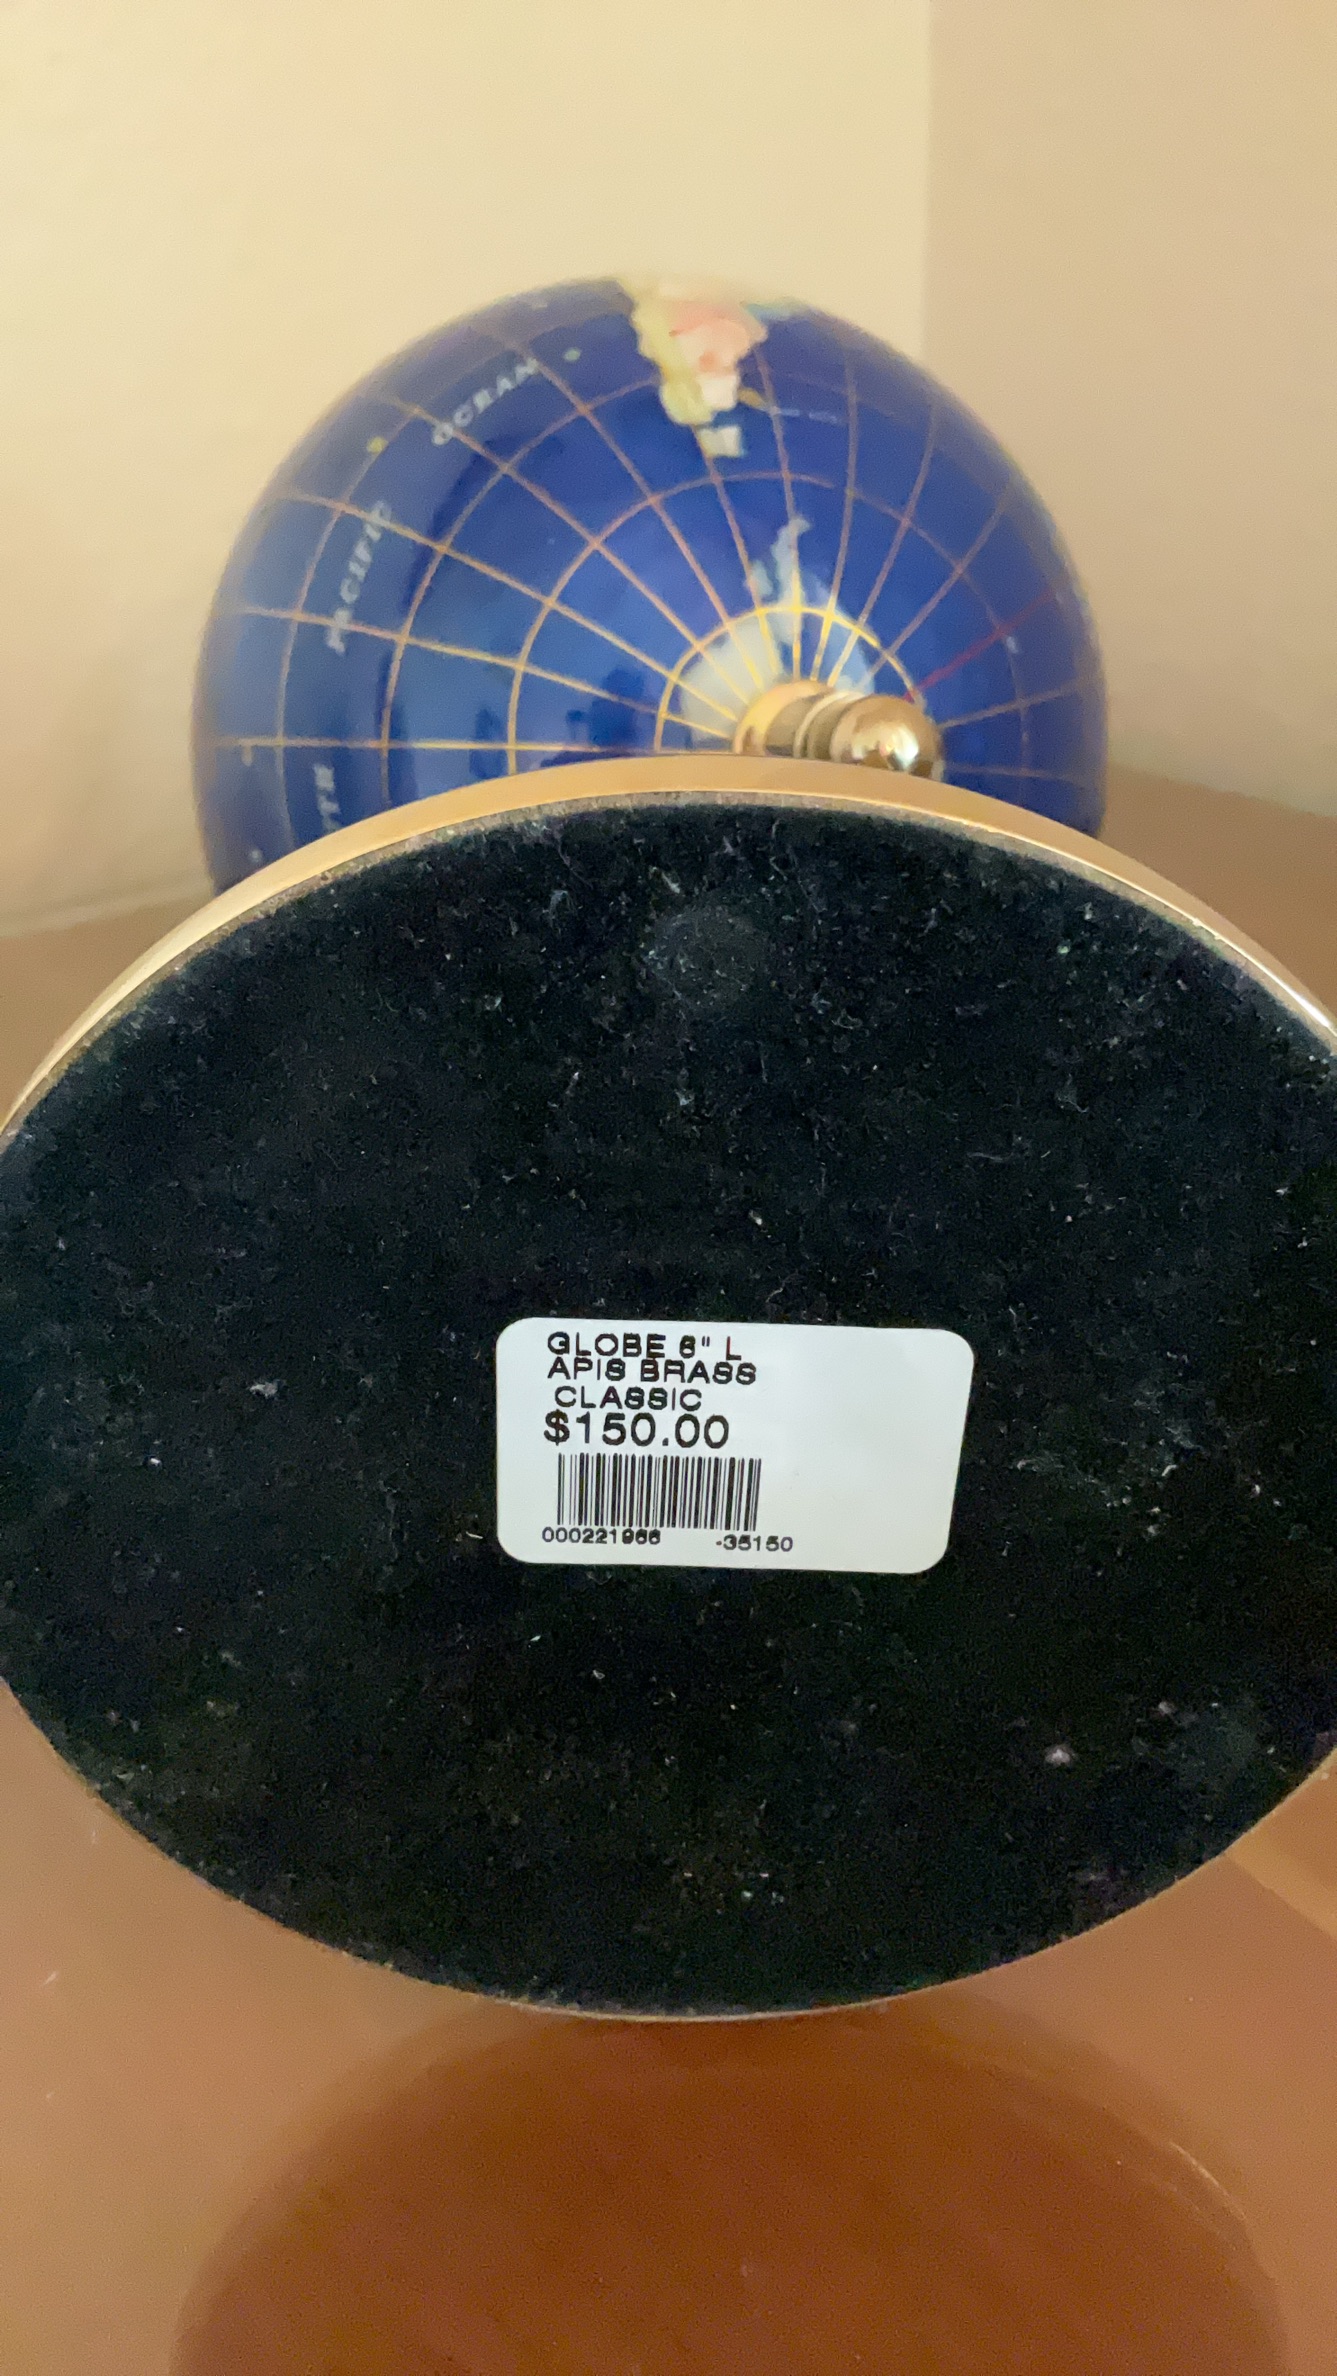 OCEAN
PACIFIC
GLOBE 6" L
APIS BRASS
CLASSIC
$150.00
000221966 -35150